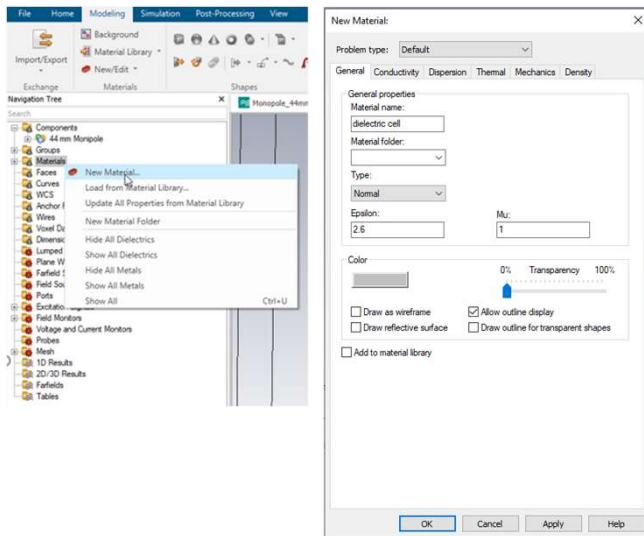 File Home Modeling Simulation Post-Processing View
Import/Export
Background
Material Library
New/Edit
Exchange Materials Shapes
Navigation Tree
Monopole_44mm
Search
Components
44 mm Monipole
Groups
Materials
Faces
Curves
WCS
Anchor
Wires
Voxel Da
Dimensio
Lumped
Plane W
Farfield S
Field Sou
Ports
Excitation
Field Monitors
Voltage and Current Monitors
Probes
Mesh
1D Results
2D/3D Results
Farfields
Tables
New Material...
Load from Material Library...
Update All Properties from Material Library
New Material Folder
Hide All Dielectrics
Show All Dielectrics
Hide All Metals
Show All Metals
Show All Ctrl+U
New Material:
Problem type: Default
General Conductivity Dispersion Thermal Mechanics Density
General properties
Material name:
dielectric cell
Material folder:
Type:
Normal
Epsilon: Mu:
2.6 1
Color
0% Transparency 100%
Draw as wireframe Allow outline display
Draw reflective surface Draw outline for transparent shapes
Add to material library
OK Cancel Apply Help